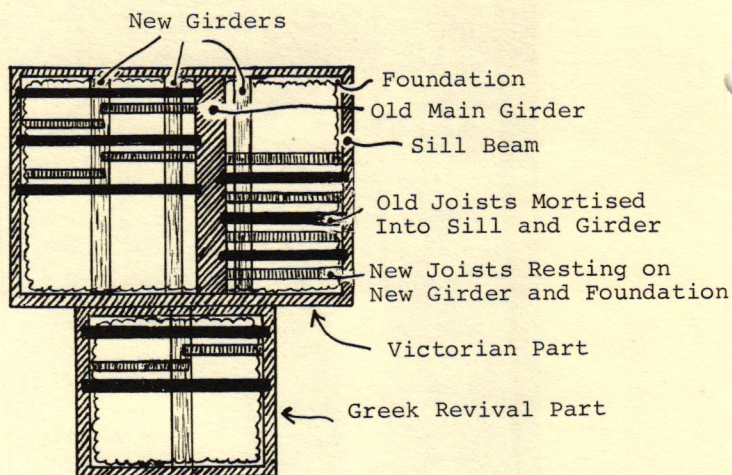 New Girders
Foundation
Old Main Girder
Sill Beam
Old Joists Mortised
Into Sill and Girder
New Joists Resting on
New Girder and Foundation
Victorian Part
Greek Revival Part